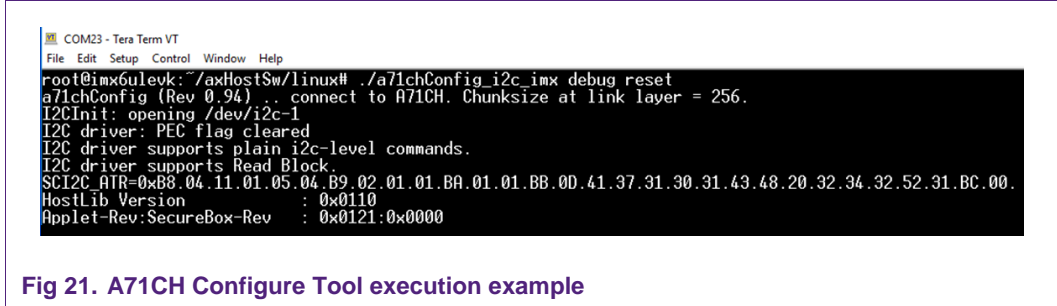 COM23 - Tera Term VT
File Edit Setup Control Window Help
root@imx6ulevk:~/axHostSw/linux# ./a71chConfig_i2c_imx debug reset
a71chConfig (Rev 0.94) .. connect to A71CH. Chunksize at link layer = 256.
I2CInit: opening /dev/i2c-1
I2C driver: PEC flag cleared
I2C driver supports plain i2c-level commands.
I2C driver supports Read Block.
SCI2C_ATR=0xB8.04.11.01.05.04.B9.02.01.01.BA.01.01.BB.0D.41.37.31.30.31.43.48.20.32.34.32.52.31.BC.00.
HostLib Version : 0x0110
Applet-Rev:SecureBox-Rev : 0x0121:0x0000
Fig 21. A71CH Configure Tool execution example